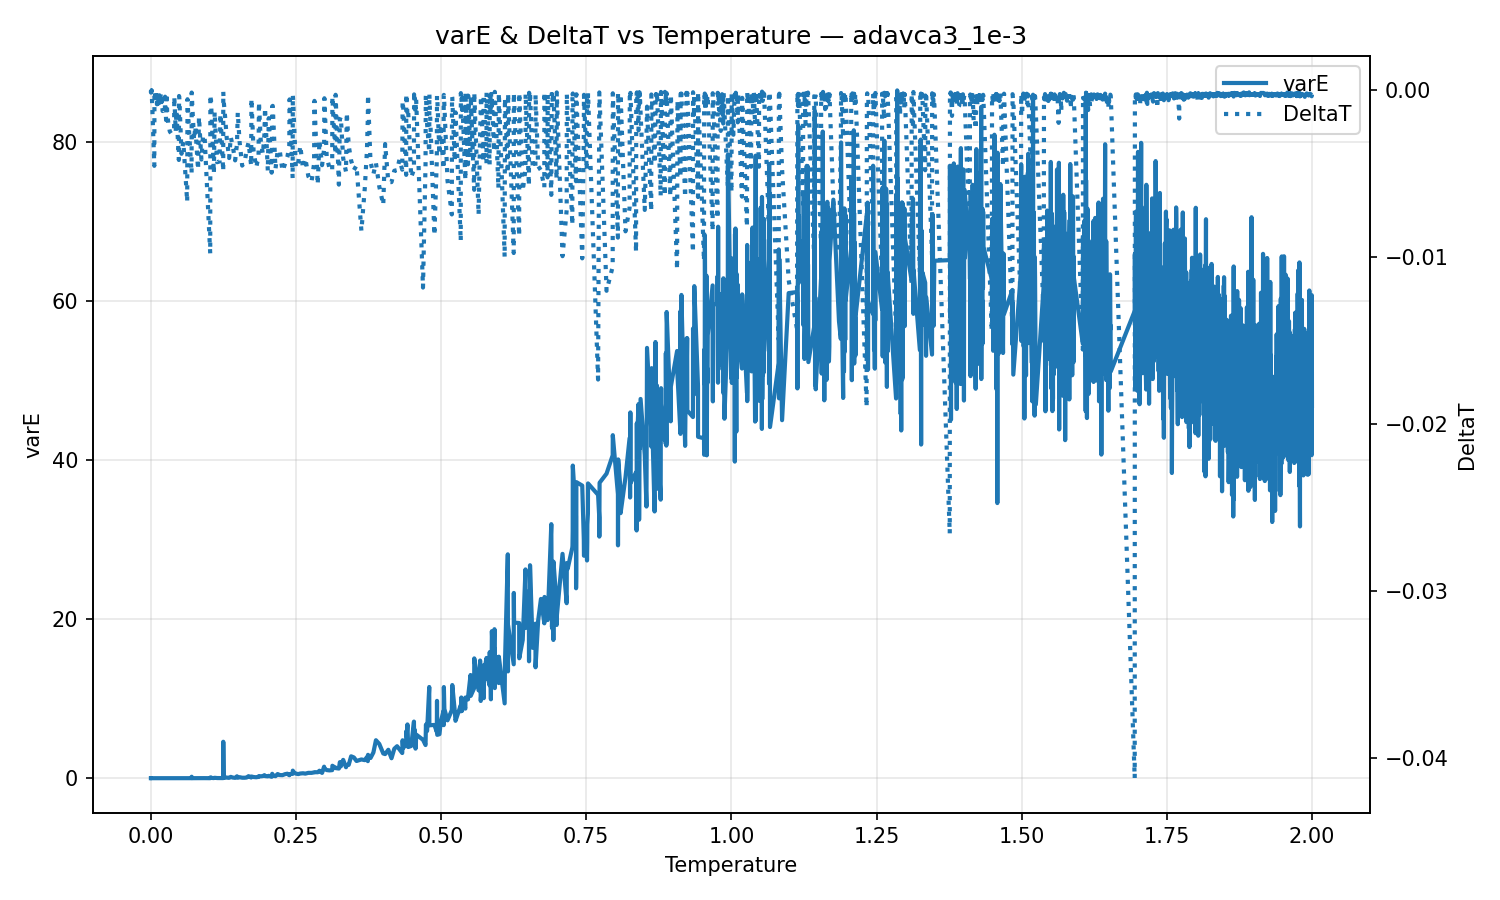 varE & DeltaT vs Temperature — adavca3_1e-3
varE
DeltaT
80
60
40
20
0
varE
0.00
−0.01
−0.02
−0.03
−0.04
DeltaT
0.00 0.25 0.50 0.75 1.00 1.25 1.50 1.75 2.00
Temperature